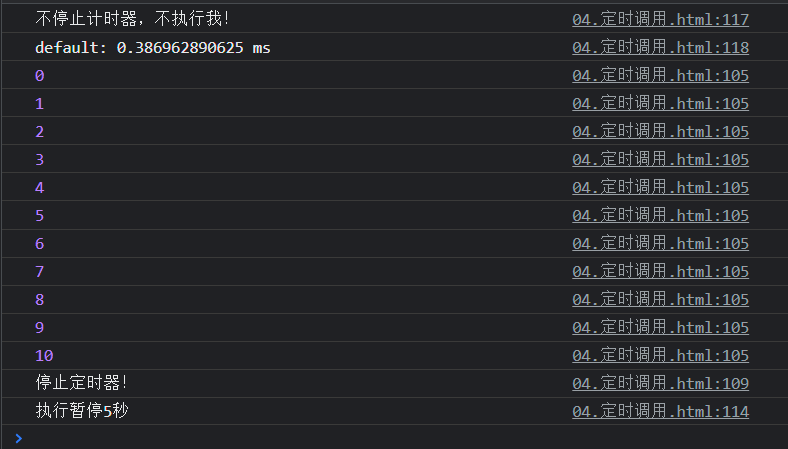 不停止计时器，不执行我！ 04.定时调用.html:117
default: 0.386962890625 ms 04.定时调用.html:118
0 04.定时调用.html:105
1 04.定时调用.html:105
2 04.定时调用.html:105
3 04.定时调用.html:105
4 04.定时调用.html:105
5 04.定时调用.html:105
6 04.定时调用.html:105
7 04.定时调用.html:105
8 04.定时调用.html:105
9 04.定时调用.html:105
10 04.定时调用.html:105
停止定时器！ 04.定时调用.html:109
执行暂停5秒 04.定时调用.html:114